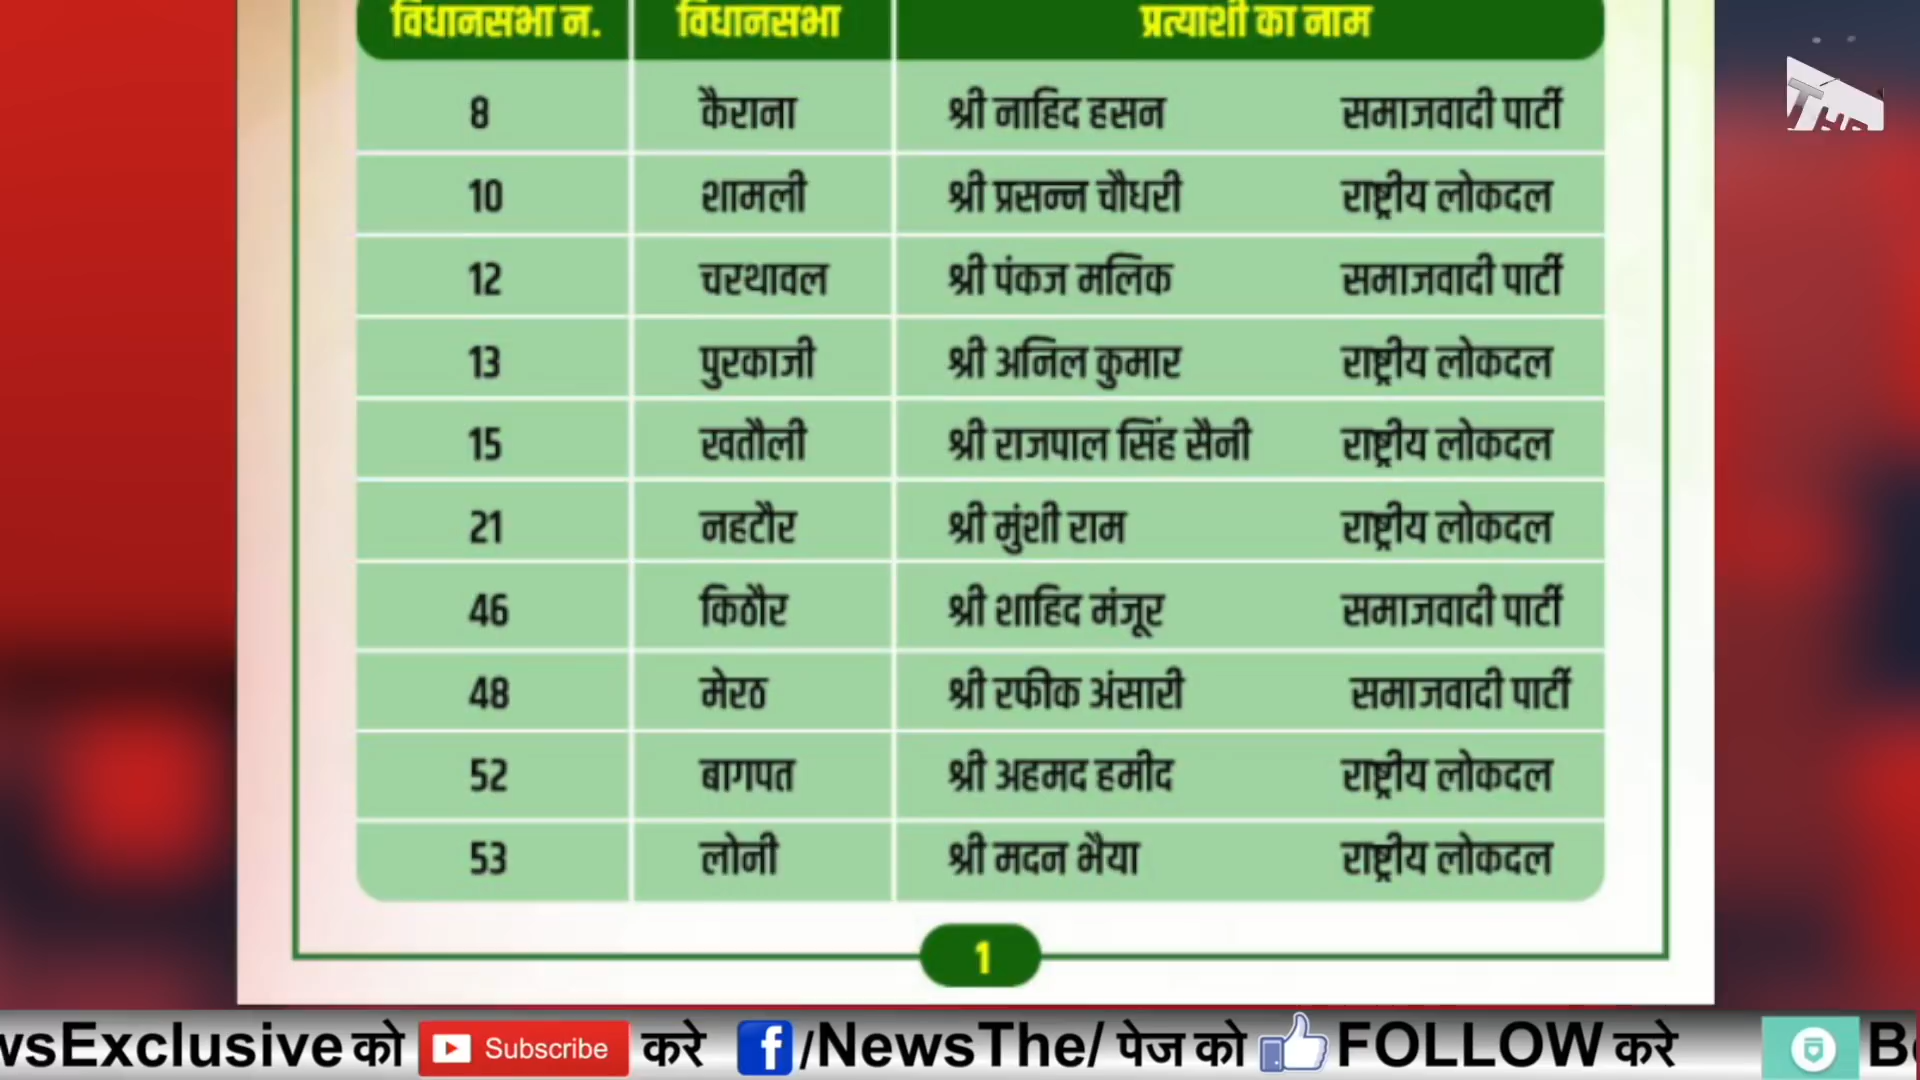 विधानसभा न. विधानसभा प्रत्याशी का नाम
8 कैराना श्री नाहिद हसन समाजवादी पार्टी
10 शामली श्री प्रसन्न चौधरी राष्ट्रीय लोकदल
12 चरथावल श्री पंकज मलिक समाजवादी पार्टी
13 पुरकाजी श्री अनिल कुमार राष्ट्रीय लोकदल
15 खतौली श्री राजपाल सिंह सैनी राष्ट्रीय लोकदल
21 नहटौर श्री मुंशी राम राष्ट्रीय लोकदल
46 किठौर श्री शाहिद मंजूर समाजवादी पार्टी
48 मेरठ श्री रफीक अंसारी समाजवादी पार्टी
52 बागपत श्री अहमद हमीद राष्ट्रीय लोकदल
53 लोनी श्री मदन भैया राष्ट्रीय लोकदल
1
wsExclusive को Subscribe करे f/NewsThe/ पेज को FOLLOW करे